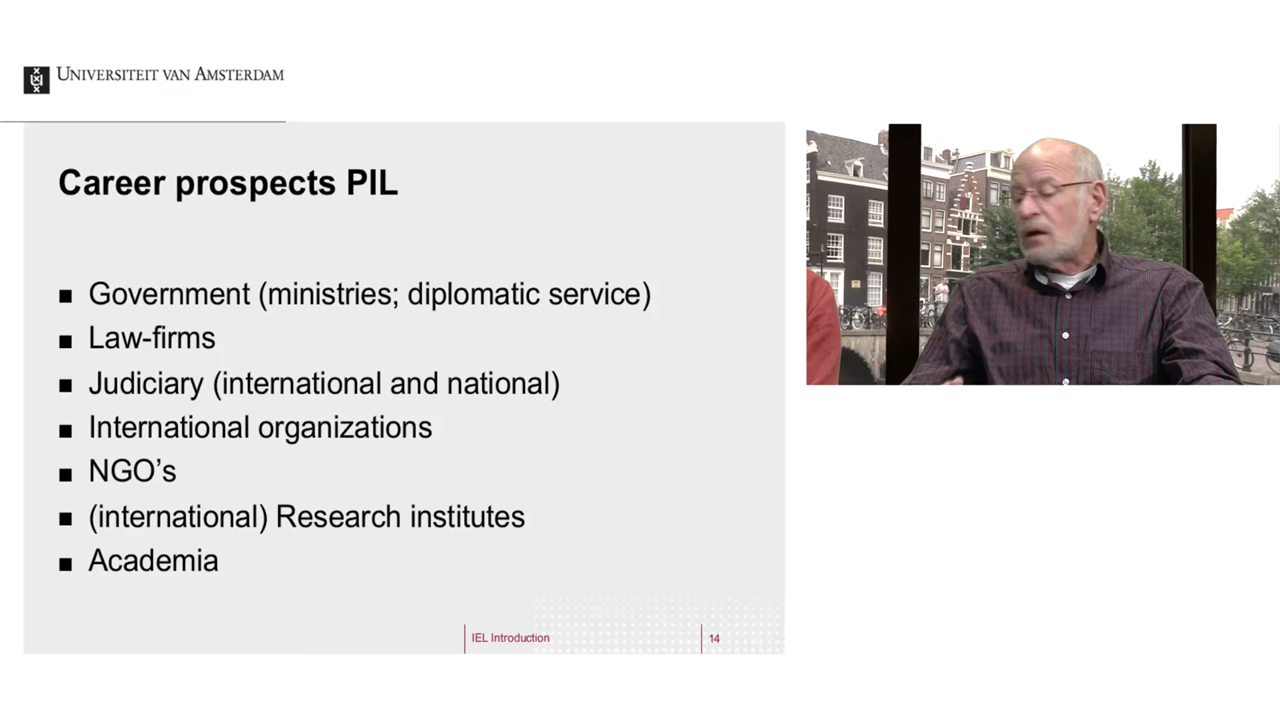 UNIVERSITEIT VAN AMSTERDAM
Career prospects PIL
■ Government (ministries; diplomatic service)
■ Law-firms
■ Judiciary (international and national)
■ International organizations
■ NGO’s
■ (international) Research institutes
■ Academia
IEL Introduction
14